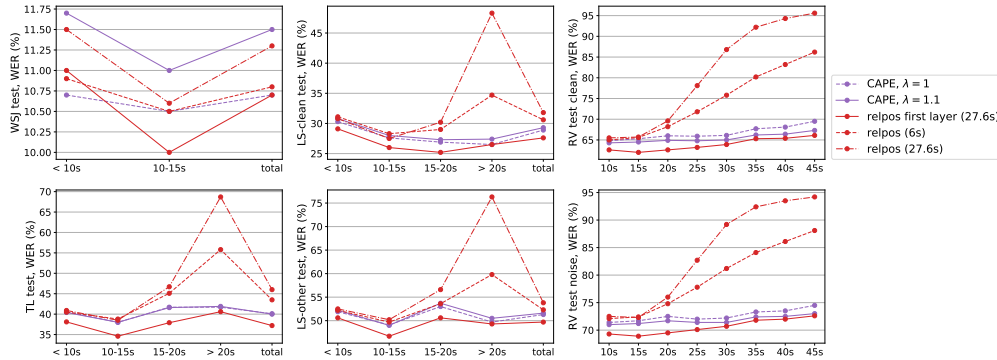 WSJ test, WER (%)
11.75
11.50
11.25
11.00
10.75
10.50
10.25
10.00
< 10s
10-15s
total
LS-clean test, WER (%)
45
40
35
30
25
< 10s
10-15s
15-20s
> 20s
total
RV test clean, WER (%)
95
90
85
80
75
70
65
10s
15s
20s
25s
30s
35s
40s
45s
CAPE, λ = 1
CAPE, λ = 1.1
relpos first layer (27.6s)
relpos (6s)
relpos (27.6s)
TL test, WER (%)
70
65
60
55
50
45
40
35
< 10s
10-15s
15-20s
> 20s
total
LS-other test, WER (%)
75
70
65
60
55
50
< 10s
10-15s
15-20s
> 20s
total
RV test noise, WER (%)
95
90
85
80
75
70
10s
15s
20s
25s
30s
35s
40s
45s